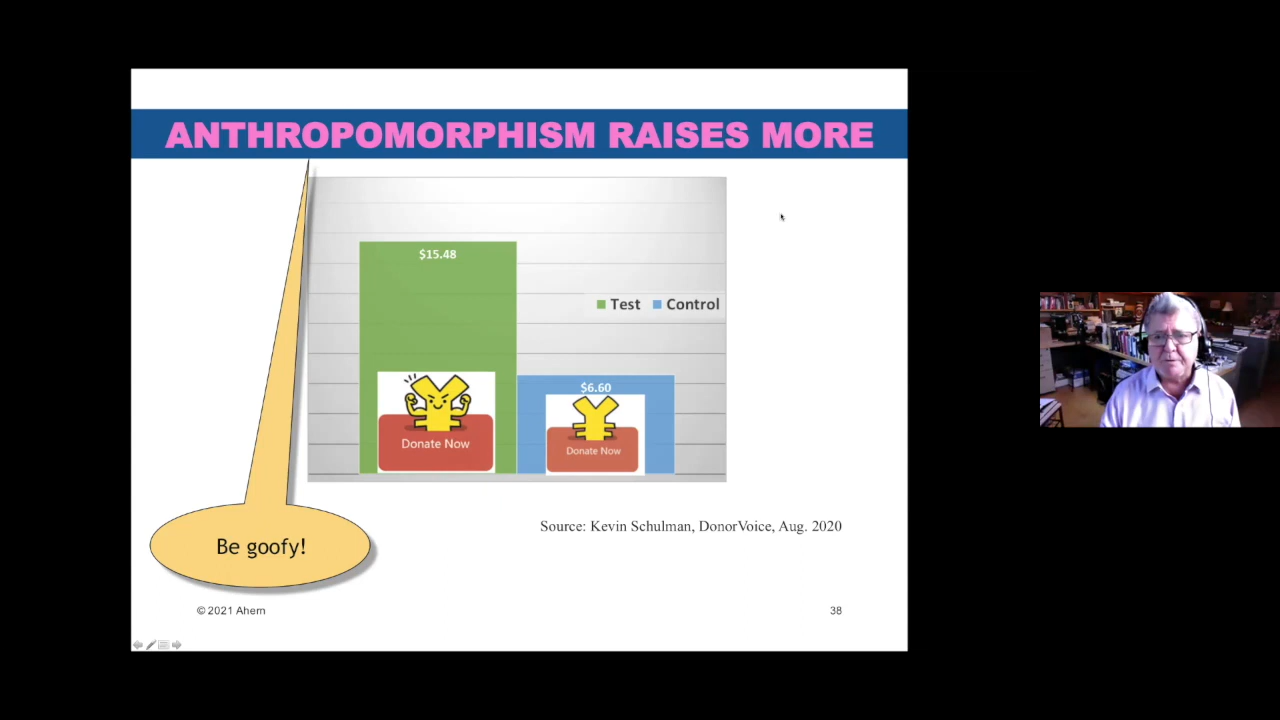 ANTHROPOMORPHISM RAISES MORE
$15.48
Test Control
$6.60
Donate Now
Donate Now
Source: Kevin Schulman, DonorVoice, Aug. 2020
Be goofy!
© 2021 Ahern
38